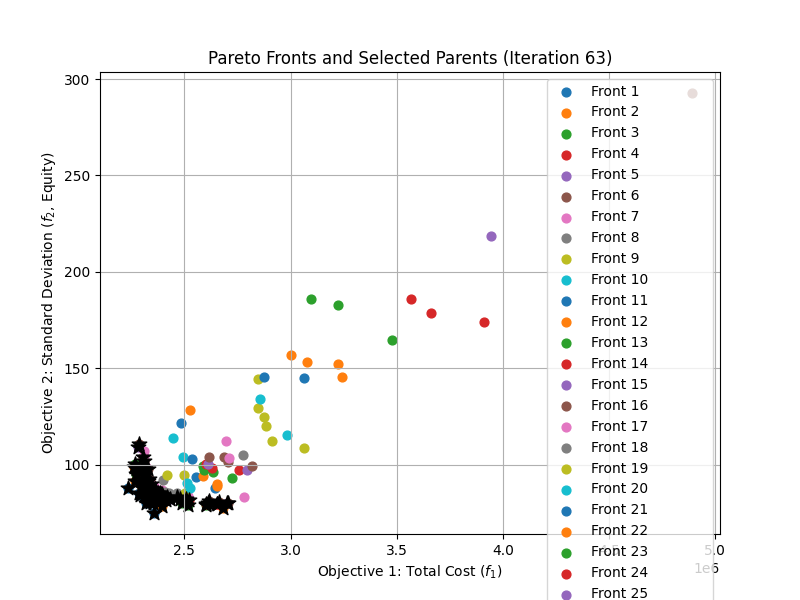 Pareto Fronts and Selected Parents (Iteration 63)
Objective 2: Standard Deviation (f₂, Equity)
300
250
200
150
100
2.5
3.0
3.5
4.0
5.0
1e6
Objective 1: Total Cost (f₁)
Front 1
Front 2
Front 3
Front 4
Front 5
Front 6
Front 7
Front 8
Front 9
Front 10
Front 11
Front 12
Front 13
Front 14
Front 15
Front 16
Front 17
Front 18
Front 19
Front 20
Front 21
Front 22
Front 23
Front 24
Front 25